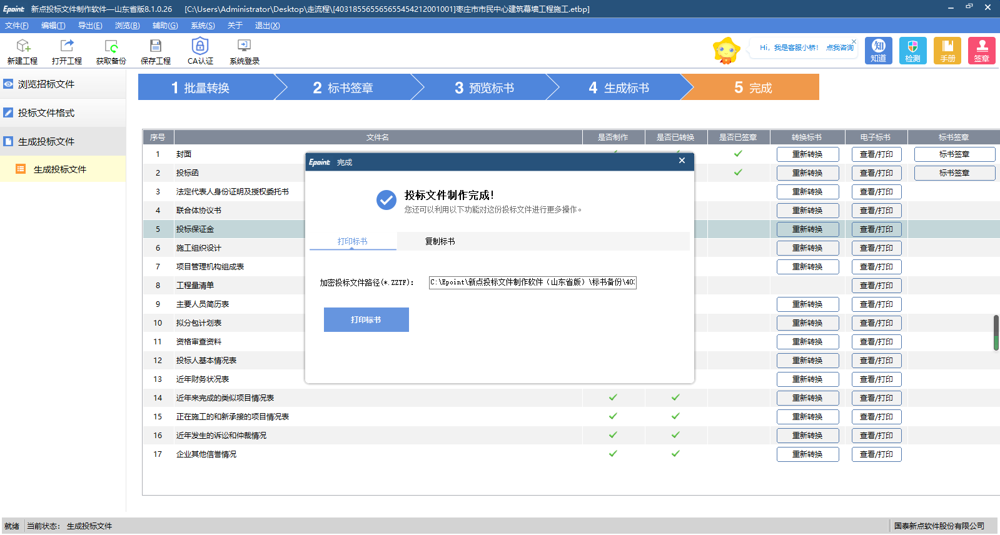 Epoint 新点投标文件制作软件—山东省版8.1.0.26 [C:\Users\Administrator\Desktop\走流程\[403185565565655454212001001]枣庄市市民中心建筑幕墙工程施工.etbp]
文件(F) 编辑(T) 导出(E) 浏览(B) 辅助(G) 系统(S) 关于 退出(X)
新建工程 打开工程 获取备份 保存工程 CA认证 系统登录
Hi，我是客服小桥！ 点我咨询
知 知道 检测 手册 签章
浏览招标文件
投标文件格式
生成投标文件
生成投标文件
1 批量转换 2 标书签章 3 预览标书 4 生成标书 5 完成
序号 文件名 是否制作 是否已转换 是否已签章 转换标书 电子标书 标书签章
1 封面 重新转换 查看/打印 标书签章
2 投标函 重新转换 查看/打印 标书签章
3 法定代表人身份证明及授权委托书 重新转换 查看/打印
4 联合体协议书 重新转换 查看/打印
5 投标保证金 重新转换 查看/打印
6 施工组织设计 重新转换 查看/打印
7 项目管理机构组成表 重新转换 查看/打印
8 工程量清单 查看/打印
9 主要人员简历表 重新转换 查看/打印
10 拟分包计划表 重新转换 查看/打印
11 资格审查资料 重新转换 查看/打印
12 投标人基本情况表 重新转换 查看/打印
13 近年财务状况表 重新转换 查看/打印
14 近年来完成的类似项目情况表 重新转换 查看/打印
15 正在施工的和新承接的项目情况表 重新转换 查看/打印
16 近年发生的诉讼和仲裁情况 重新转换 查看/打印
17 企业其他信誉情况 重新转换 查看/打印
Epoint 完成
投标文件制作完成！
您还可以利用以下功能对这份投标文件进行更多操作。
打印标书 复制标书
加密投标文件路径(*.ZZTF)： C:\Epoint\新点投标文件制作软件（山东省版）\标书备份\403
打印标书
就绪 当前状态： 生成投标文件 国泰新点软件股份有限公司